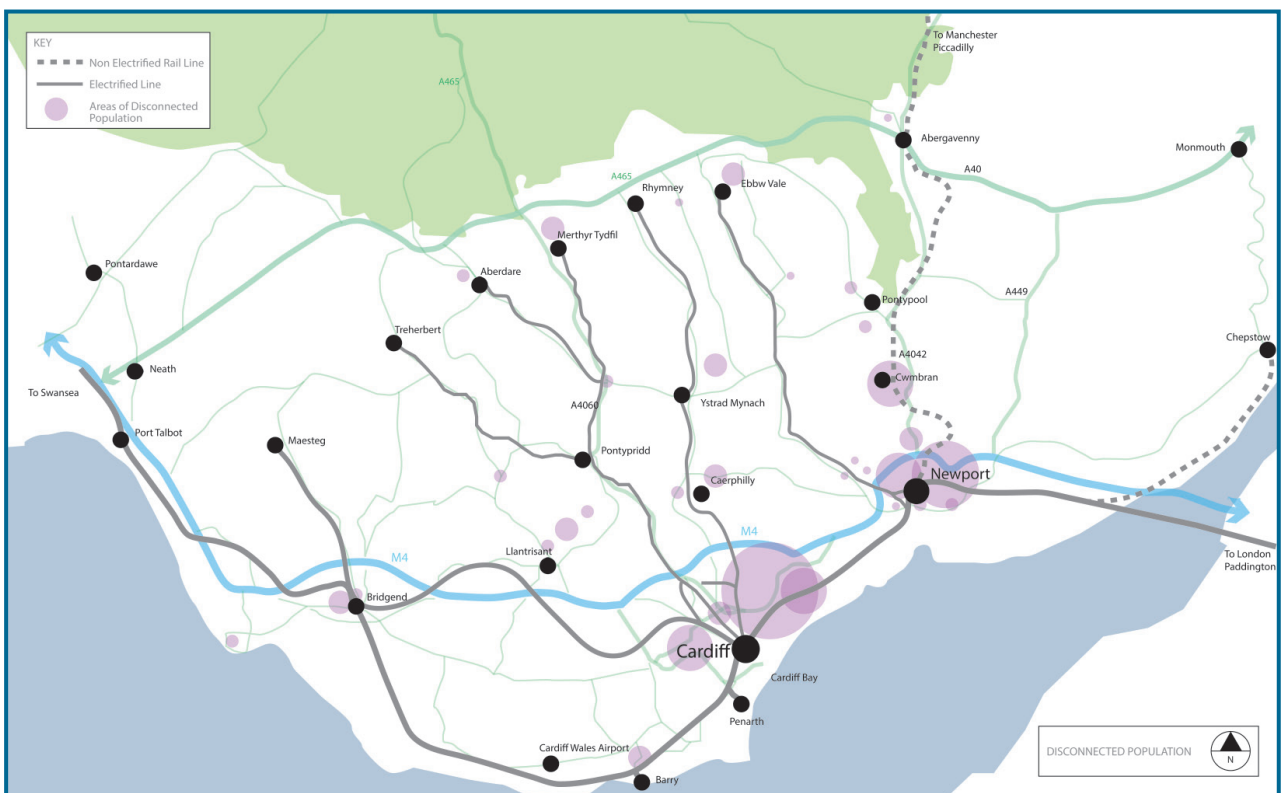 KEY
Non Electrified Rail Line
Electrified Line
Areas of Disconnected
Population
To Manchester
Piccadilly
A465
Abergavenny
Monmouth
A40
A465
Rhymney
Ebbw Vale
Merthyr Tydfil
Pontardawe
Aberdare
A449
Pontypool
Treherbert
Chepstow
A4042
Neath
Cwmbran
To Swansea
A4060
Ystrad Mynach
Port Talbot
Maesteg
Pontypridd
Newport
Caerphilly
M4
Llantrisant
M4
To London
Paddington
Bridgend
Cardiff
Cardiff Bay
Penarth
Cardiff Wales Airport
Barry
DISCONNECTED POPULATION
N